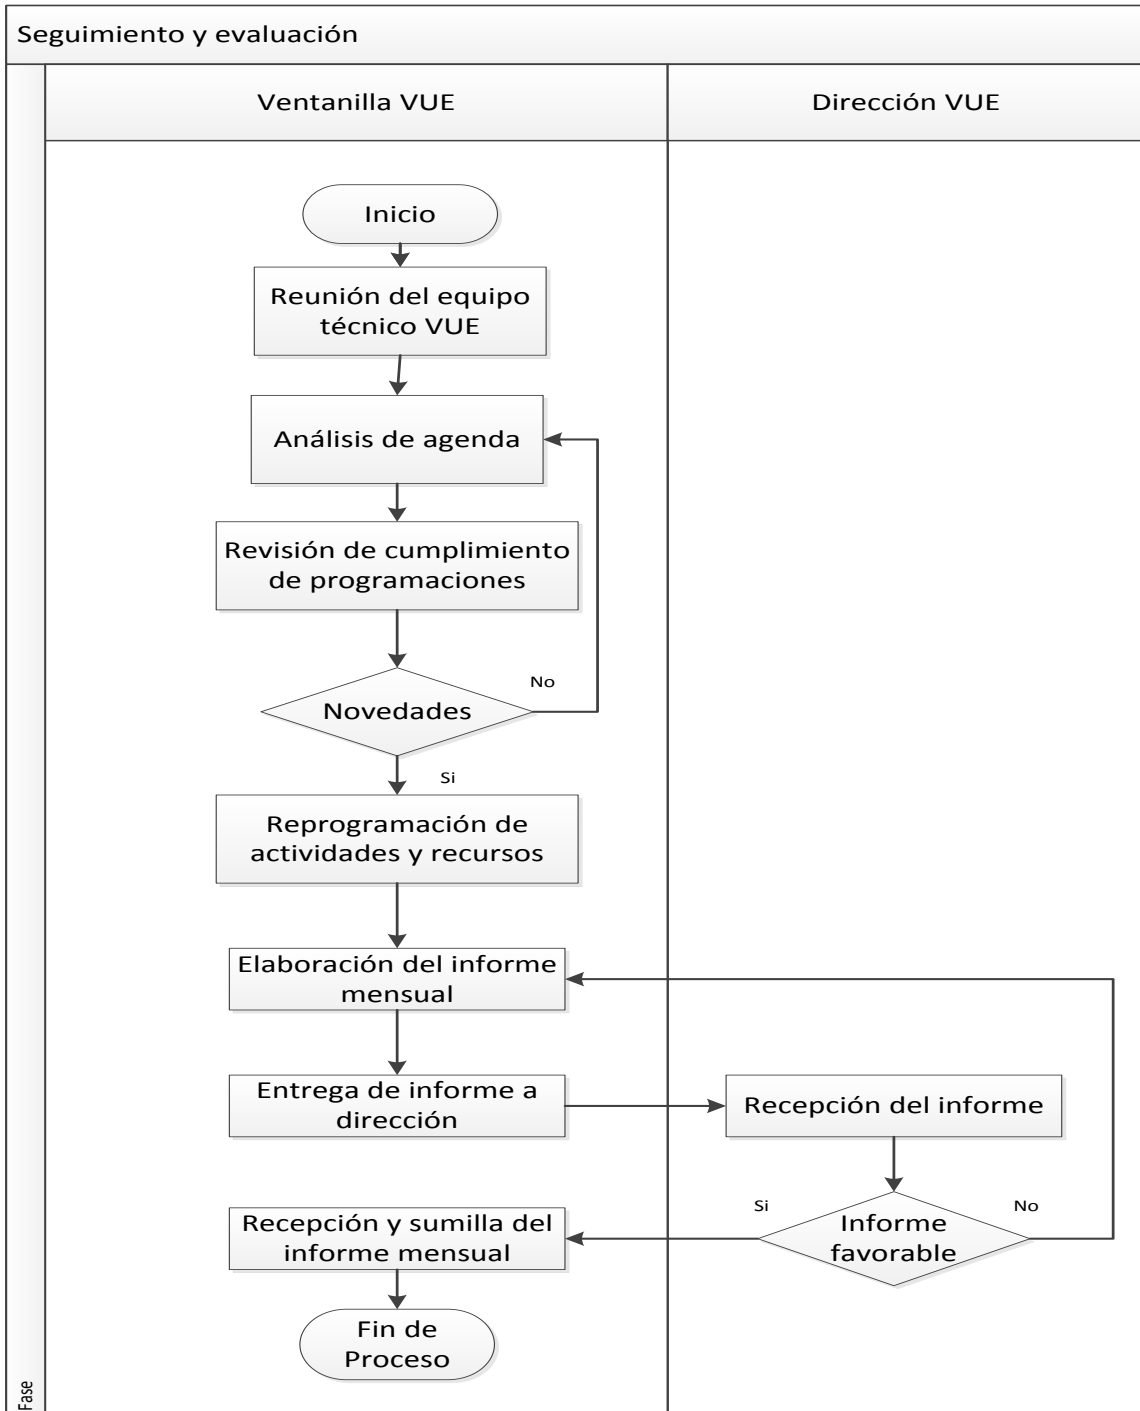 Seguimiento y evaluación
Ventanilla VUE
Dirección VUE
Inicio
Reunión del equipo
técnico VUE
Análisis de agenda
Revisión de cumplimiento
de programaciones
Novedades
No
Si
Reprogramación de
actividades y recursos
Elaboración del informe
mensual
Entrega de informe a
dirección
Recepción del informe
Si
Informe
favorable
No
Recepción y sumilla del
informe mensual
Fin de
Proceso
Fase